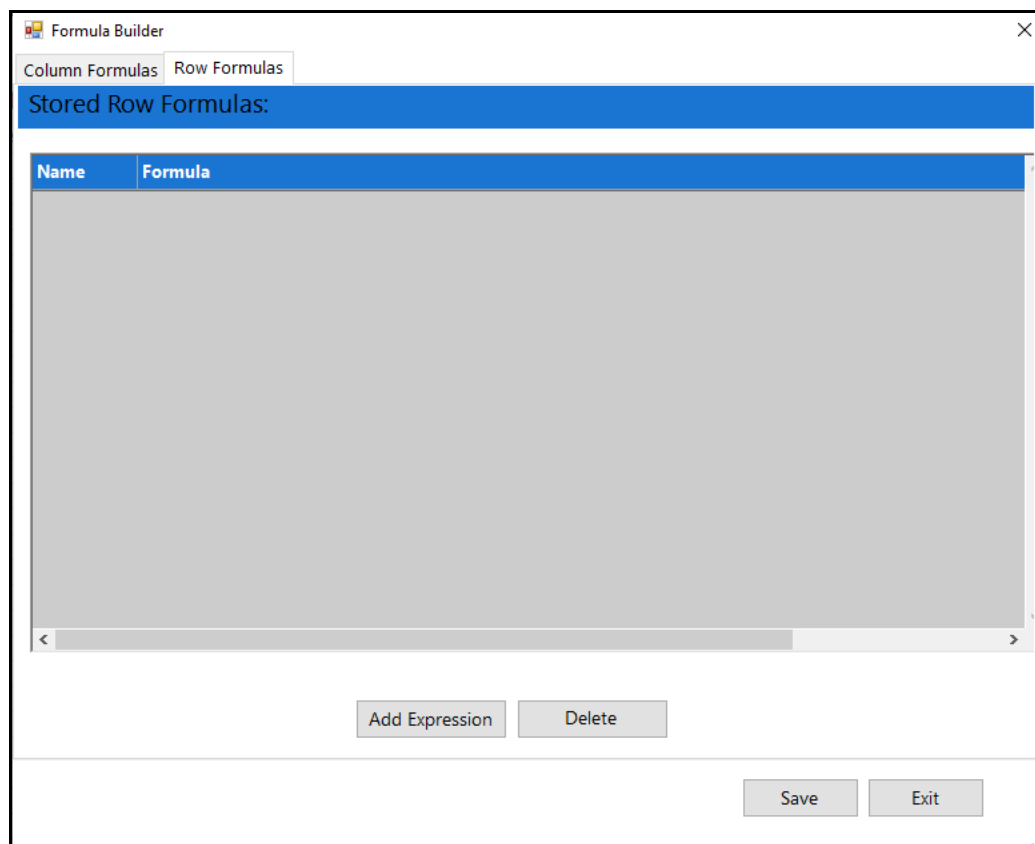 Formula Builder
Column Formulas Row Formulas
Stored Row Formulas:
Name Formula
Add Expression Delete
Save Exit